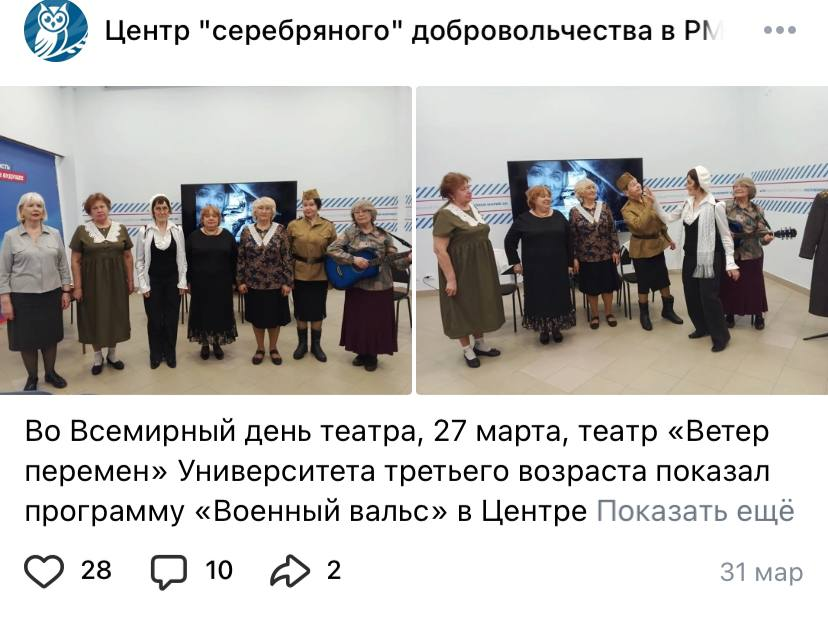 Центр "серебряного" добровольчества в РМ
Во Всемирный день театра, 27 марта, театр «Ветер
перемен» Университета третьего возраста показал
программу «Военный вальс» в Центре Показать ещё
28
10
2
31 мар